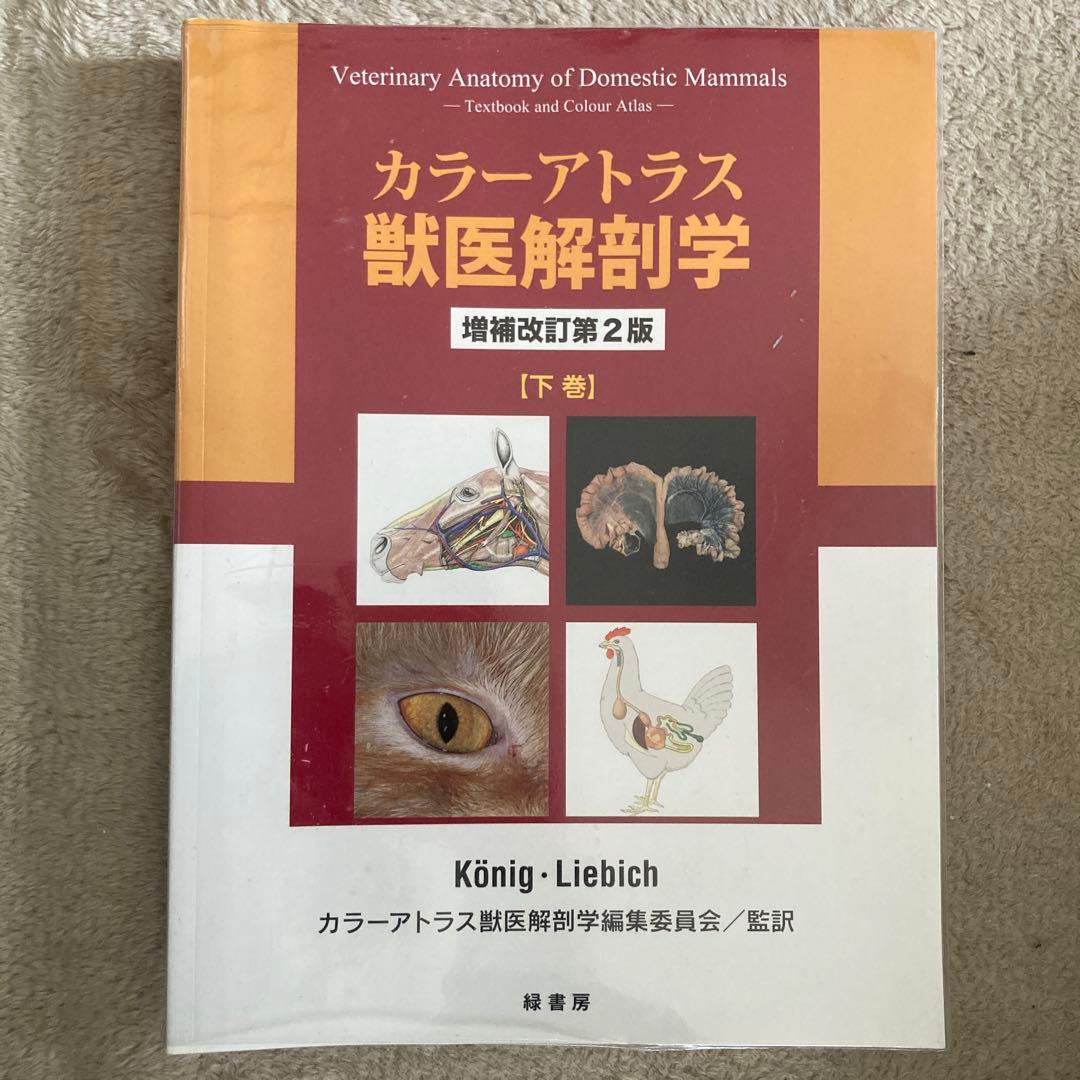 Veterinary Anatomy of Domestic Mammals
— Textbook and Colour Atlas —
カラーアトラス
獣医解剖学
増補改訂第2版
【下 巻】
König・Liebich
カラーアトラス獣医解剖学編集委員会／監訳
緑書房